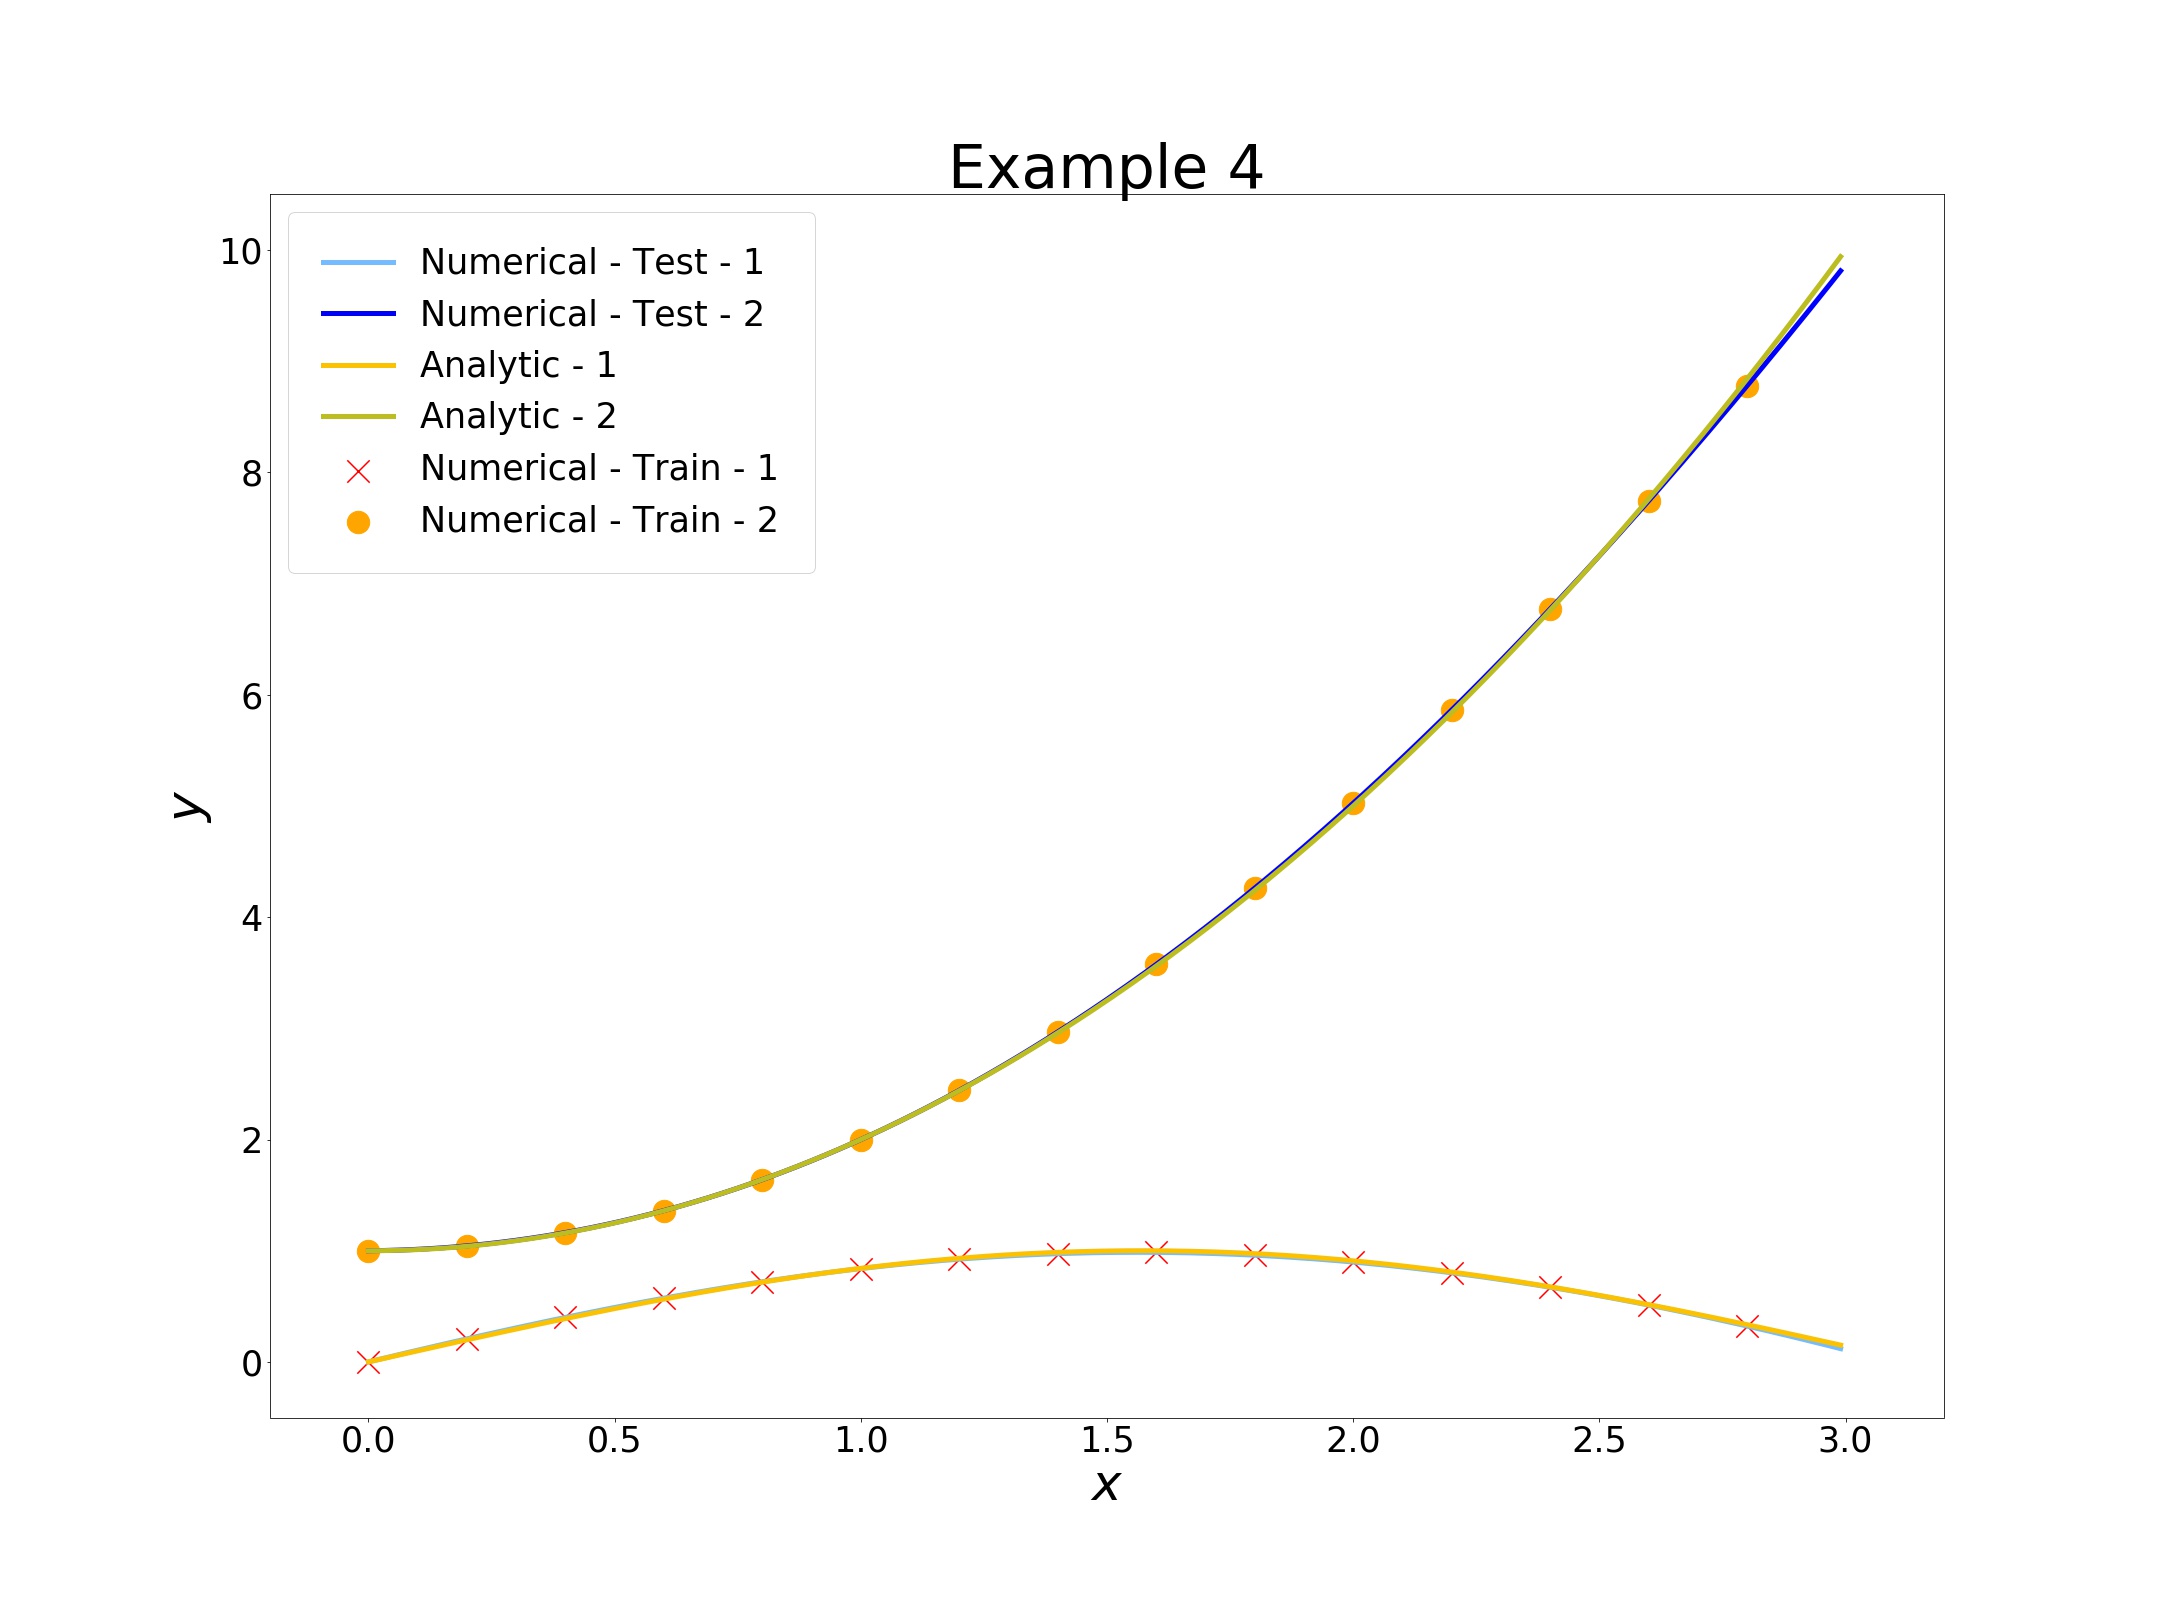 Example 4
Numerical - Test - 1
Numerical - Test - 2
Analytic - 1
Analytic - 2
Numerical - Train - 1
Numerical - Train - 2
10
8
6
4
2
0
y
0.0 0.5 1.0 1.5 2.0 2.5 3.0
x